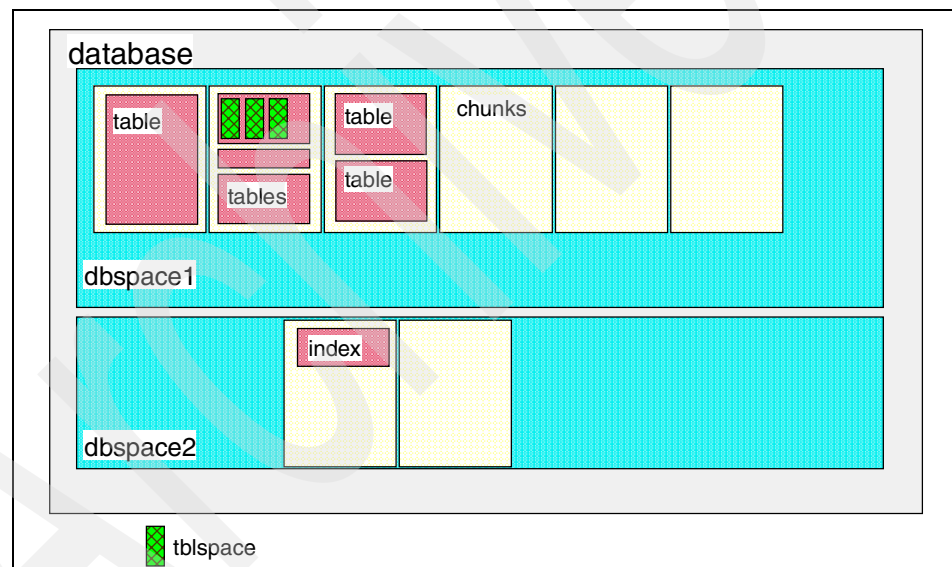 database
table
tables
table
table
chunks
dbspace1
index
dbspace2
tblspace